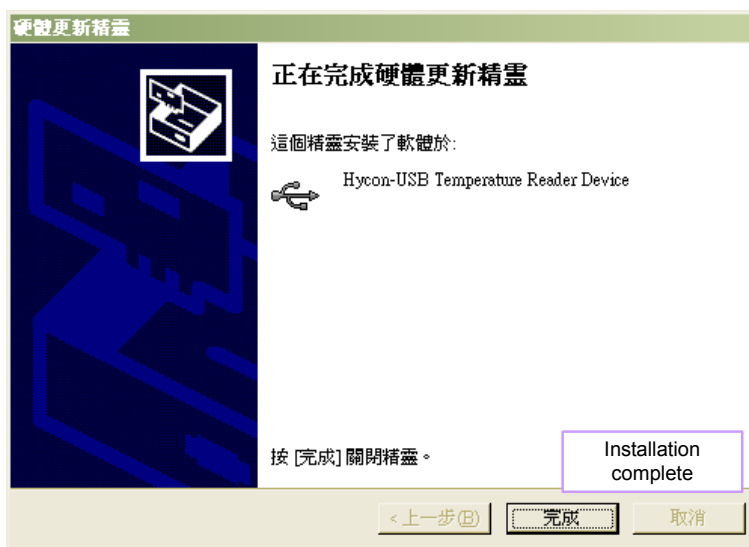 硬體更新精靈
正在完成硬體更新精靈
這個精靈安裝了軟體於:
Hycon-USB Temperature Reader Device
按 [完成] 關閉精靈。
Installation
complete
< 上一步(B)
完成
取消